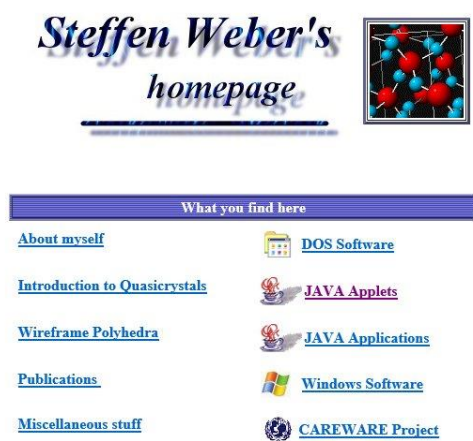 Steffen Weber's
homepage
What you find here
About myself
DOS Software
Introduction to Quasicrystals
JAVA Applets
Wireframe Polyhedra
JAVA Applications
Publications
Windows Software
Miscellaneous stuff
CAREWARE Project